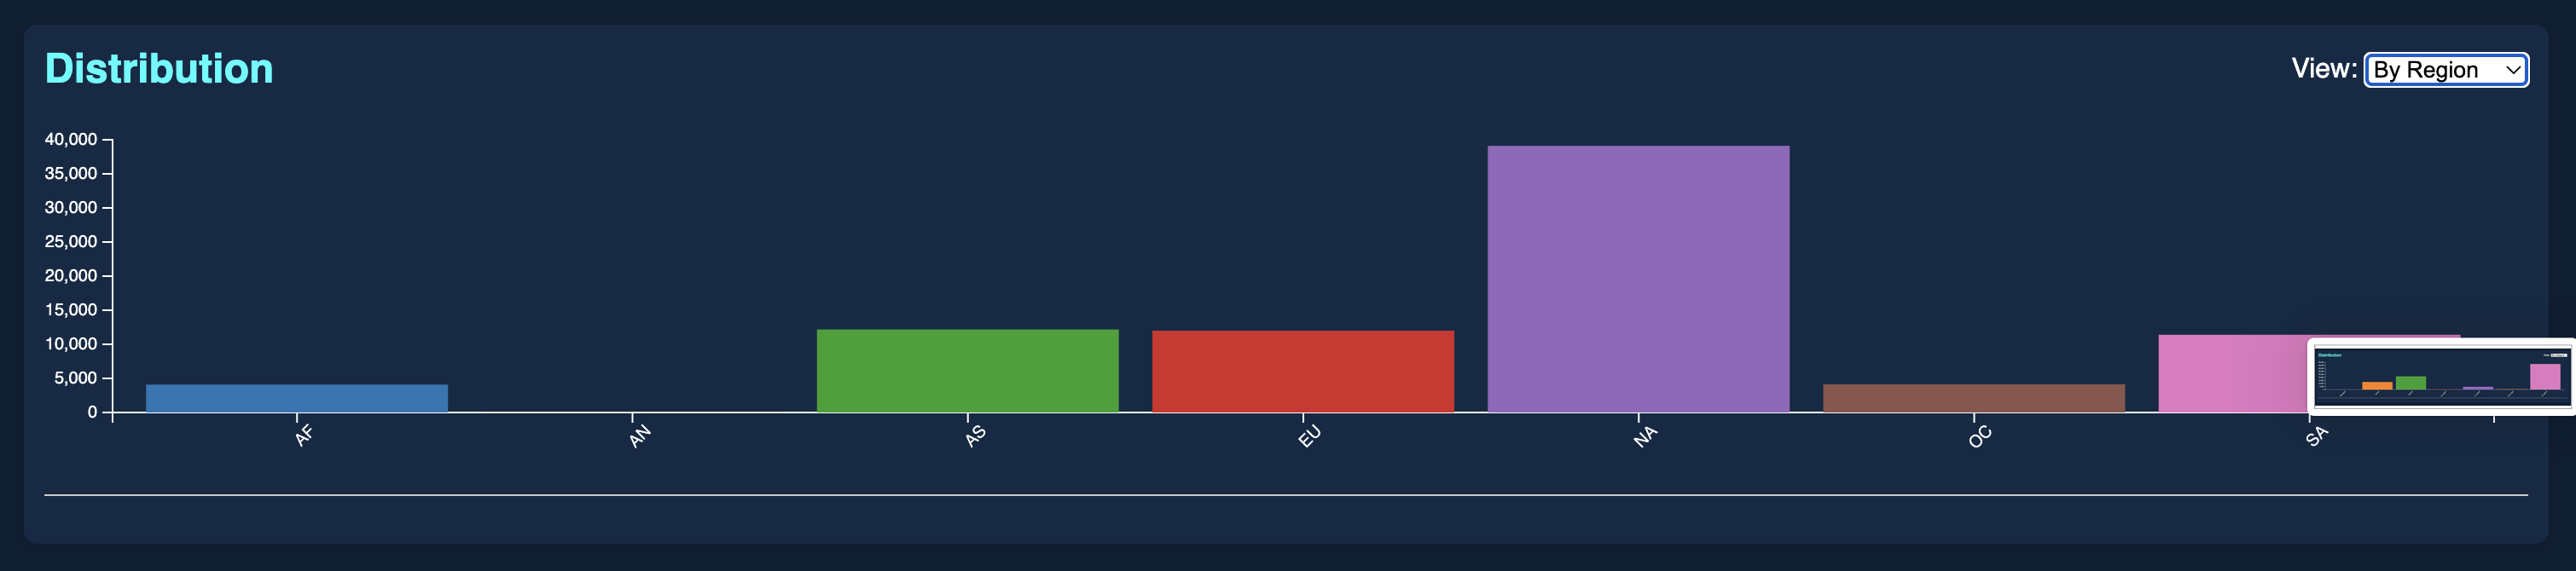 Distribution
View: By Region
40,000
35,000
30,000
25,000
20,000
15,000
10,000
5,000
0
AF
AN
AS
EU
NA
OC
SA
Distribution